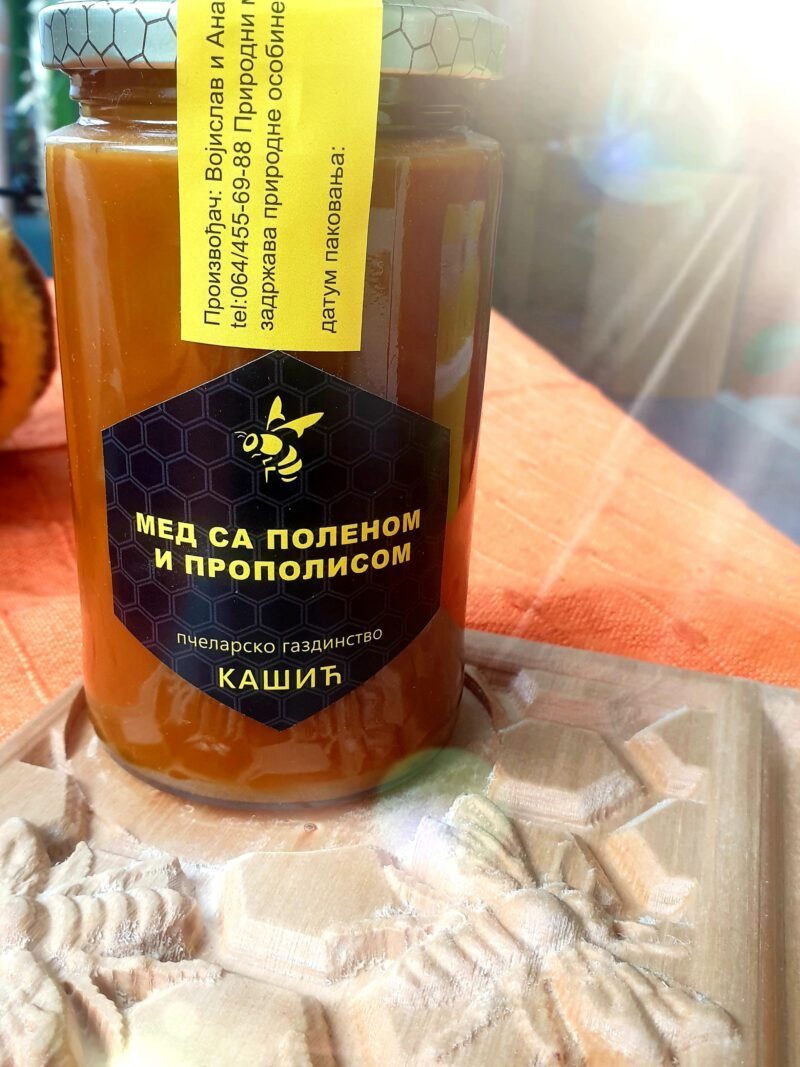 Произвођач: Војислав и Ана
tel:064/455-69-88 Природни
задржава природне особине
датум паковања:
МЕД СА ПОЛЕНОМ
И ПРОПОЛИСОМ
пчеларско газдинство
КАШИЋ